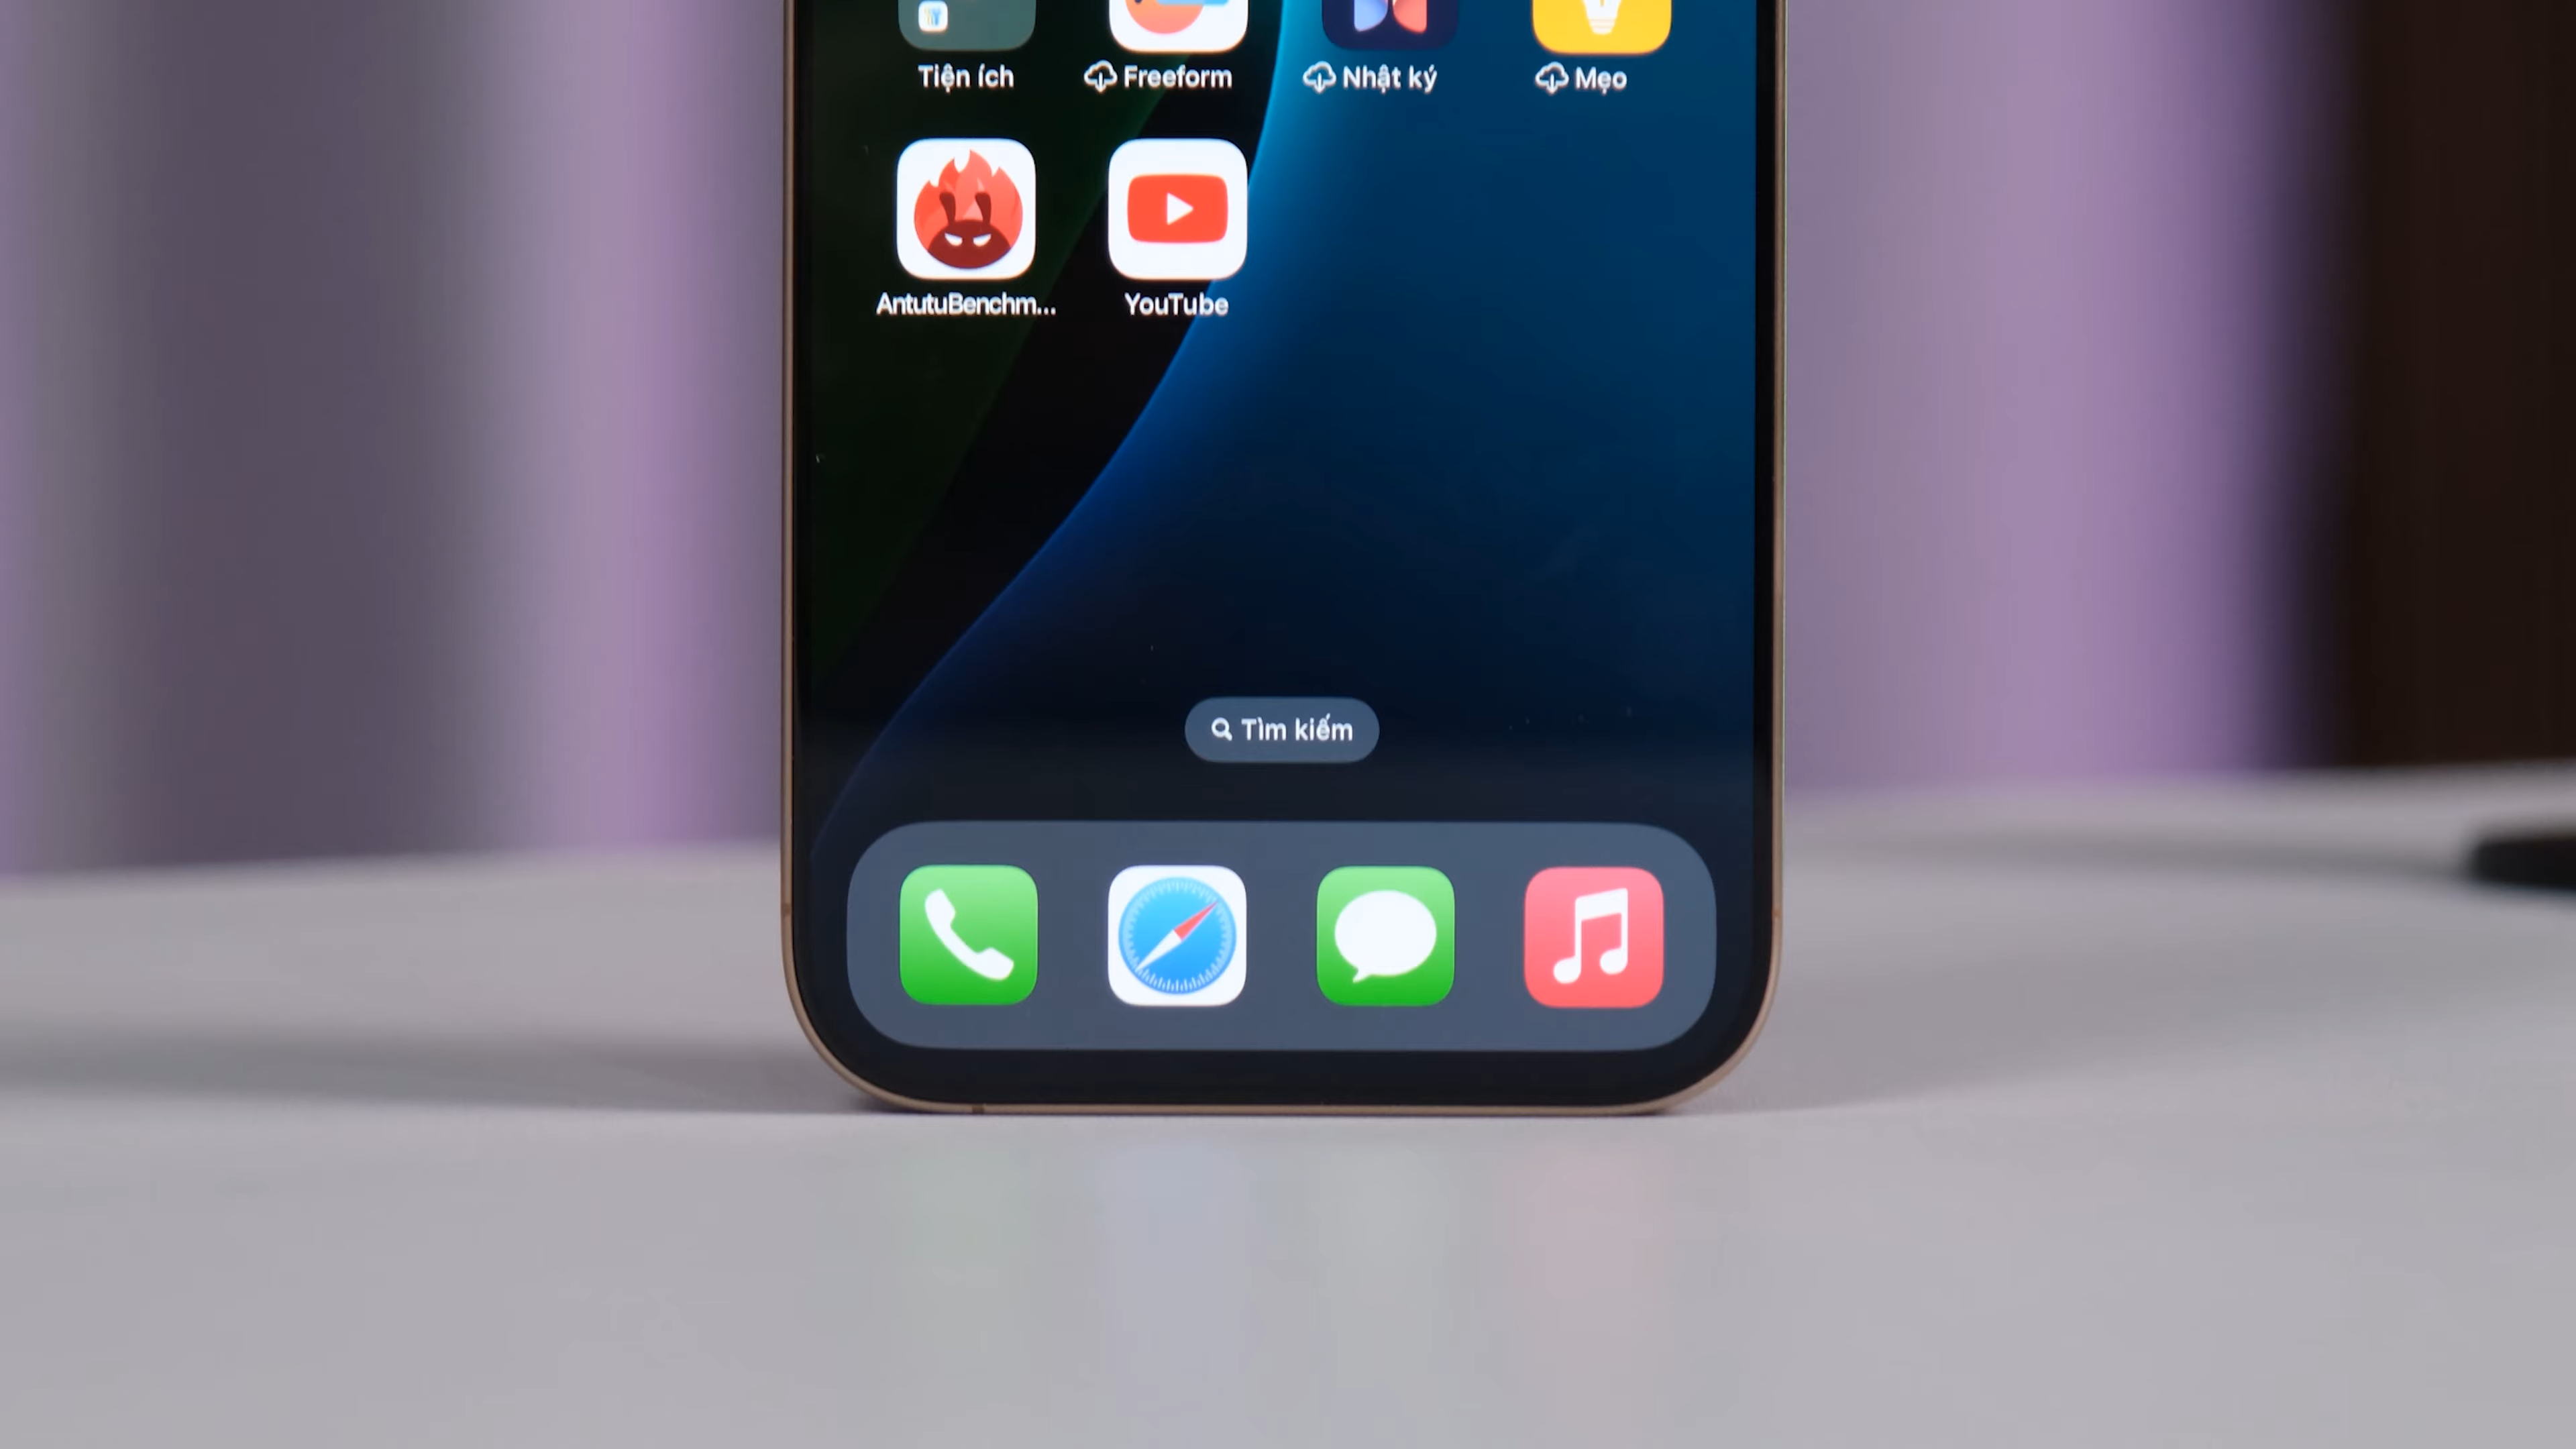 Tiện ích
Freeform
Nhật ký
Mẹo
AntutuBenchm...
YouTube
Tìm kiếm